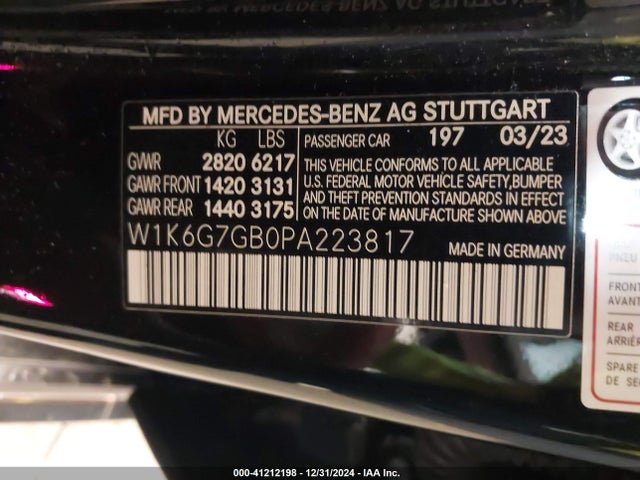 MFD BY MERCEDES-BENZ AG STUTTGART
KG LBS
PASSENGER CAR 197 03/23
GVWR 2820 6217
GAWR FRONT 1420 3131
GAWR REAR 1440 3175
THIS VEHICLE CONFORMS TO ALL APPLICABLE
U.S. FEDERAL MOTOR VEHICLE SAFETY,BUMPER
AND THEFT PREVENTION STANDARDS IN EFFECT
ON THE DATE OF MANUFACTURE SHOWN ABOVE.
W1K6G7GB0PA223817
MADE IN GERMANY
PNEU
FRONT
AVANT
REAR
ARRIÈR
SPARE
DE SE
000-41212198 - 12/31/2024 - IAA Inc.